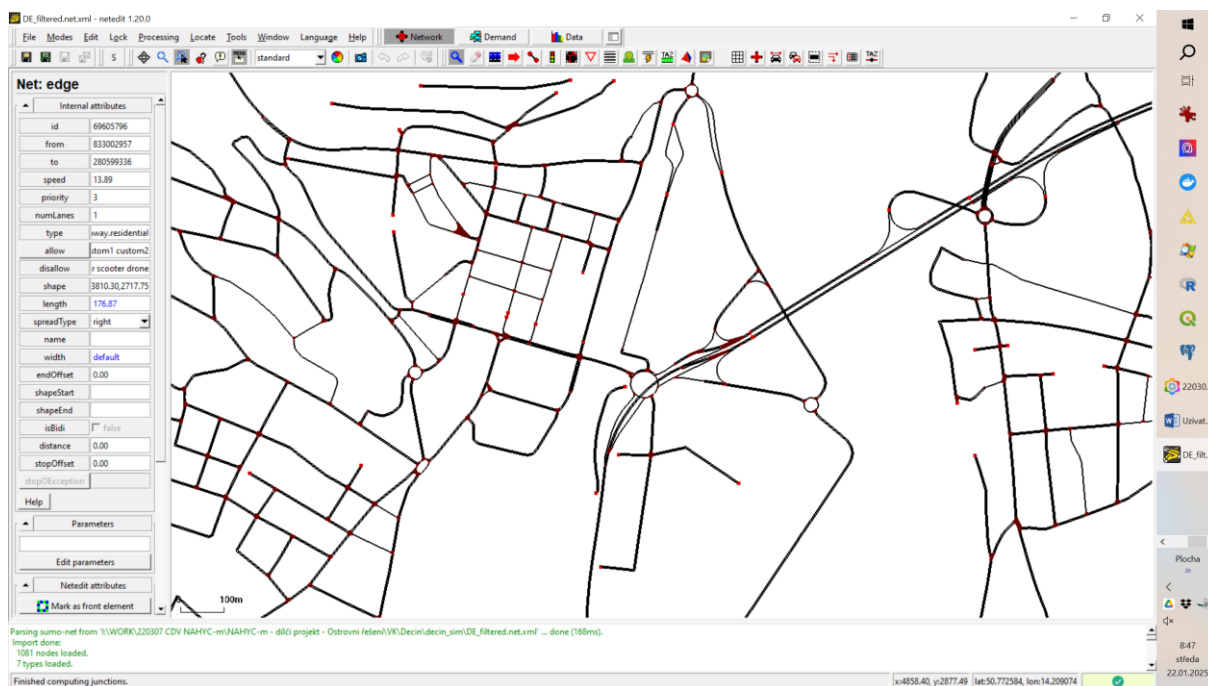 DE_filtered.net.xml - netedit 1.20.0
File Modes Edit Lock Processing Locate Tools Window Language Help Network Demand Data
S standard TAZ TAZ
Net: edge
Internal attributes
id 69605796
from 833002957
to 280599336
speed 13.89
priority 3
numLanes 1
type way.residential
allow stom1 custom2
disallow r scooter drone
shape 3810.30,2717.75
length 176.87
spreadType right
name
width default
endOffset 0.00
shapeStart
shapeEnd
isBidi false
distance 0.00
stopOffset 0.00
stopOException
Help
Parameters
Edit parameters
Netedit attributes
Mark as front element
0 100m
Parsing sumo-net from 'I:\WORK\220307 CDV NAHYC-m\NAHYC-m - dílčí projekt - Ostrovní řešení\VK\Decin\decin_sim\DE_filtered.net.xml' ... done (168ms).
Import done:
1081 nodes loaded.
7 types loaded.
Finished computing junctions. x:4858.40, y:2877.49 lat:50.772584, lon:14.209074
22030.
Uzivat.
DE_filt.
Plocha
8:47
středa
22.01.2025